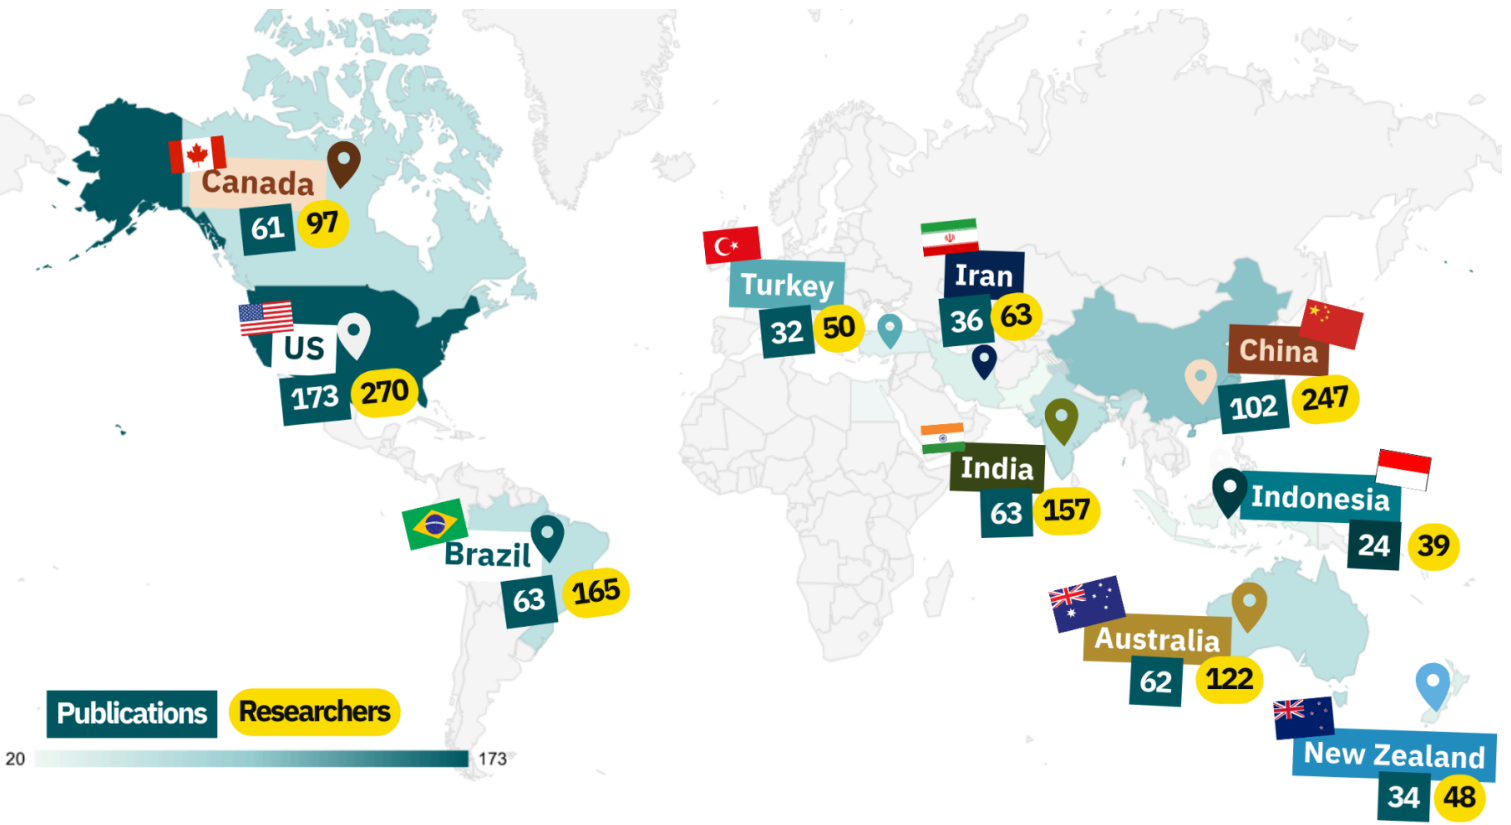 Canada
61 97
US
173 270
Turkey
32 50
Iran
36 63
China
102 247
India
63 157
Indonesia
24 39
Brazil
63 165
Australia
62 122
New Zealand
34 48
Publications Researchers
20 173